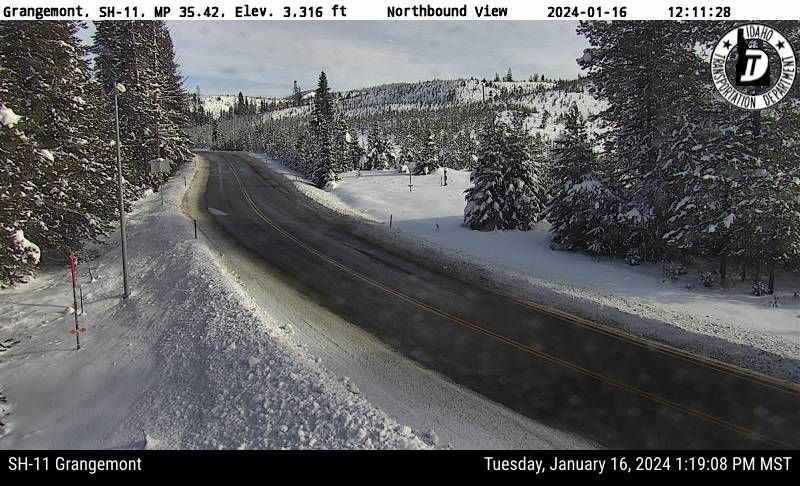 Grangemont, SH-11, MP 35.42, Elev. 3,316 ft Northbound View 2024-01-16 12:11:28
IDAHO
TRANSPORTATION DEPARTMENT
SH-11 Grangemont Tuesday, January 16, 2024 1:19:08 PM MST